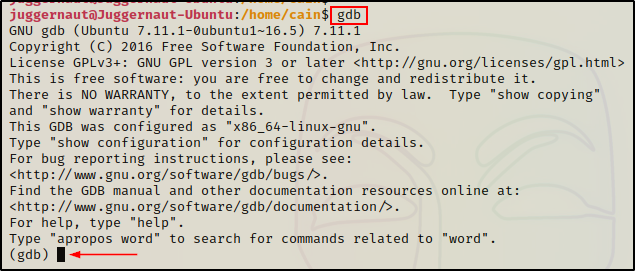 juggernaut@Juggernaut-Ubuntu:/home/cain$ gdb
GNU gdb (Ubuntu 7.11.1-0ubuntu1~16.5) 7.11.1
Copyright (C) 2016 Free Software Foundation, Inc.
License GPLv3+: GNU GPL version 3 or later <http://gnu.org/licenses/gpl.html>
This is free software: you are free to change and redistribute it.
There is NO WARRANTY, to the extent permitted by law.  Type "show copying"
and "show warranty" for details.
This GDB was configured as "x86_64-linux-gnu".
Type "show configuration" for configuration details.
For bug reporting instructions, please see:
<http://www.gnu.org/software/gdb/bugs/>.
Find the GDB manual and other documentation resources online at:
<http://www.gnu.org/software/gdb/documentation/>.
For help, type "help".
Type "apropos word" to search for commands related to "word".
(gdb)